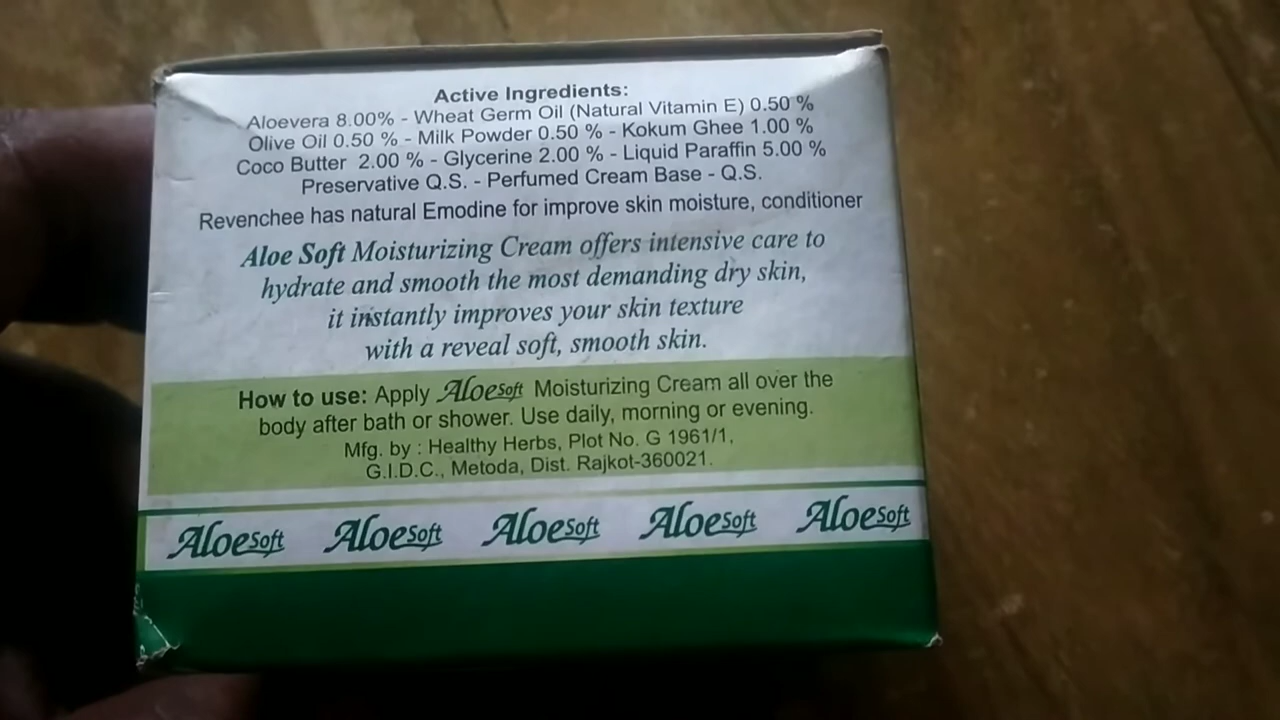 Active Ingredients:
Aloevera 8.00% - Wheat Germ Oil (Natural Vitamin E) 0.50 %
Olive Oil 0.50 % - Milk Powder 0.50 % - Kokum Ghee 1.00 %
Coco Butter 2.00 % - Glycerine 2.00 % - Liquid Paraffin 5.00 %
Preservative Q.S. - Perfumed Cream Base - Q.S.
Revenchee has natural Emodine for improve skin moisture, conditioner
Aloe Soft Moisturizing Cream offers intensive care to
hydrate and smooth the most demanding dry skin,
it instantly improves your skin texture
with a reveal soft, smooth skin.
How to use: Apply AloeSoft Moisturizing Cream all over the
body after bath or shower. Use daily, morning or evening.
Mfg. by : Healthy Herbs, Plot No. G 1961/1,
G.I.D.C., Metoda, Dist. Rajkot-360021.
AloeSoft AloeSoft AloeSoft AloeSoft AloeSoft